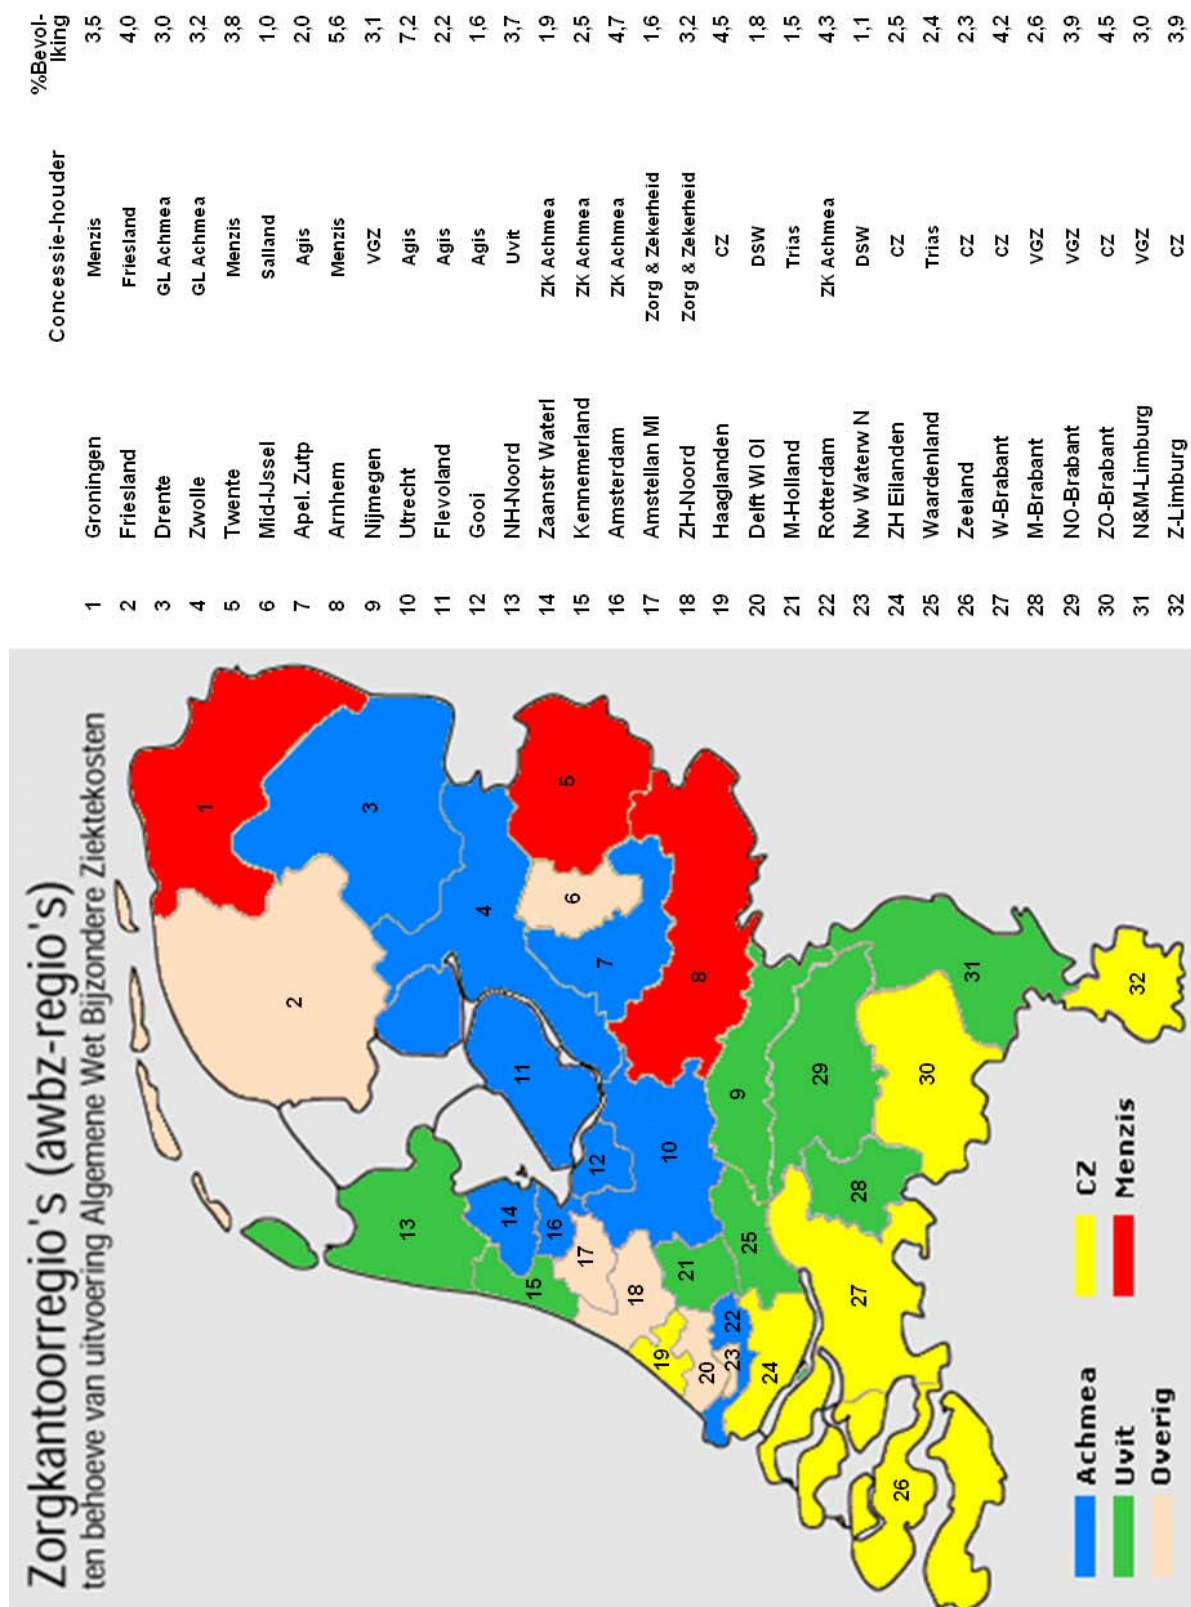 Zorgkantoorregio's (awbz-regio's)
ten behoeve van uitvoering Algemene Wet Bijzondere Ziektekosten
1
2
3
4
5
6
7
8
9
10
11
12
13
14
15
16
17
18
19
20
21
22
23
24
25
26
27
28
29
30
31
32
Achmea
Uvit
Overig
CZ
Menzis
Concessie-houder %Bevol-
lking
1 Groningen Menzis 3,5
2 Friesland Friesland 4,0
3 Drente GL Achmea 3,0
4 Zwolle GL Achmea 3,2
5 Twente Menzis 3,8
6 Mid-IJssel Salland 1,0
7 Apel. Zutp Agis 2,0
8 Arnhem Menzis 5,6
9 Nijmegen VGZ 3,1
10 Utrecht Agis 7,2
11 Flevoland Agis 2,2
12 Gooi Agis 1,6
13 NH-Noord Uvit 3,7
14 Zaanstr Waterl ZK Achmea 1,9
15 Kennemerland ZK Achmea 2,5
16 Amsterdam ZK Achmea 4,7
17 Amstellan Ml Zorg & Zekerheid 1,6
18 ZH-Noord Zorg & Zekerheid 3,2
19 Haaglanden CZ 4,5
20 Delft Wl Ol DSW 1,8
21 M-Holland Trias 1,5
22 Rotterdam ZK Achmea 4,3
23 Nw Waterw N DSW 1,1
24 ZH Eilanden CZ 2,5
25 Waardenland Trias 2,4
26 Zeeland CZ 2,3
27 W-Brabant CZ 4,2
28 M-Brabant VGZ 2,6
29 NO-Brabant VGZ 3,9
30 ZO-Brabant CZ 4,5
31 N&M-Limburg VGZ 3,0
32 Z-Limburg CZ 3,9